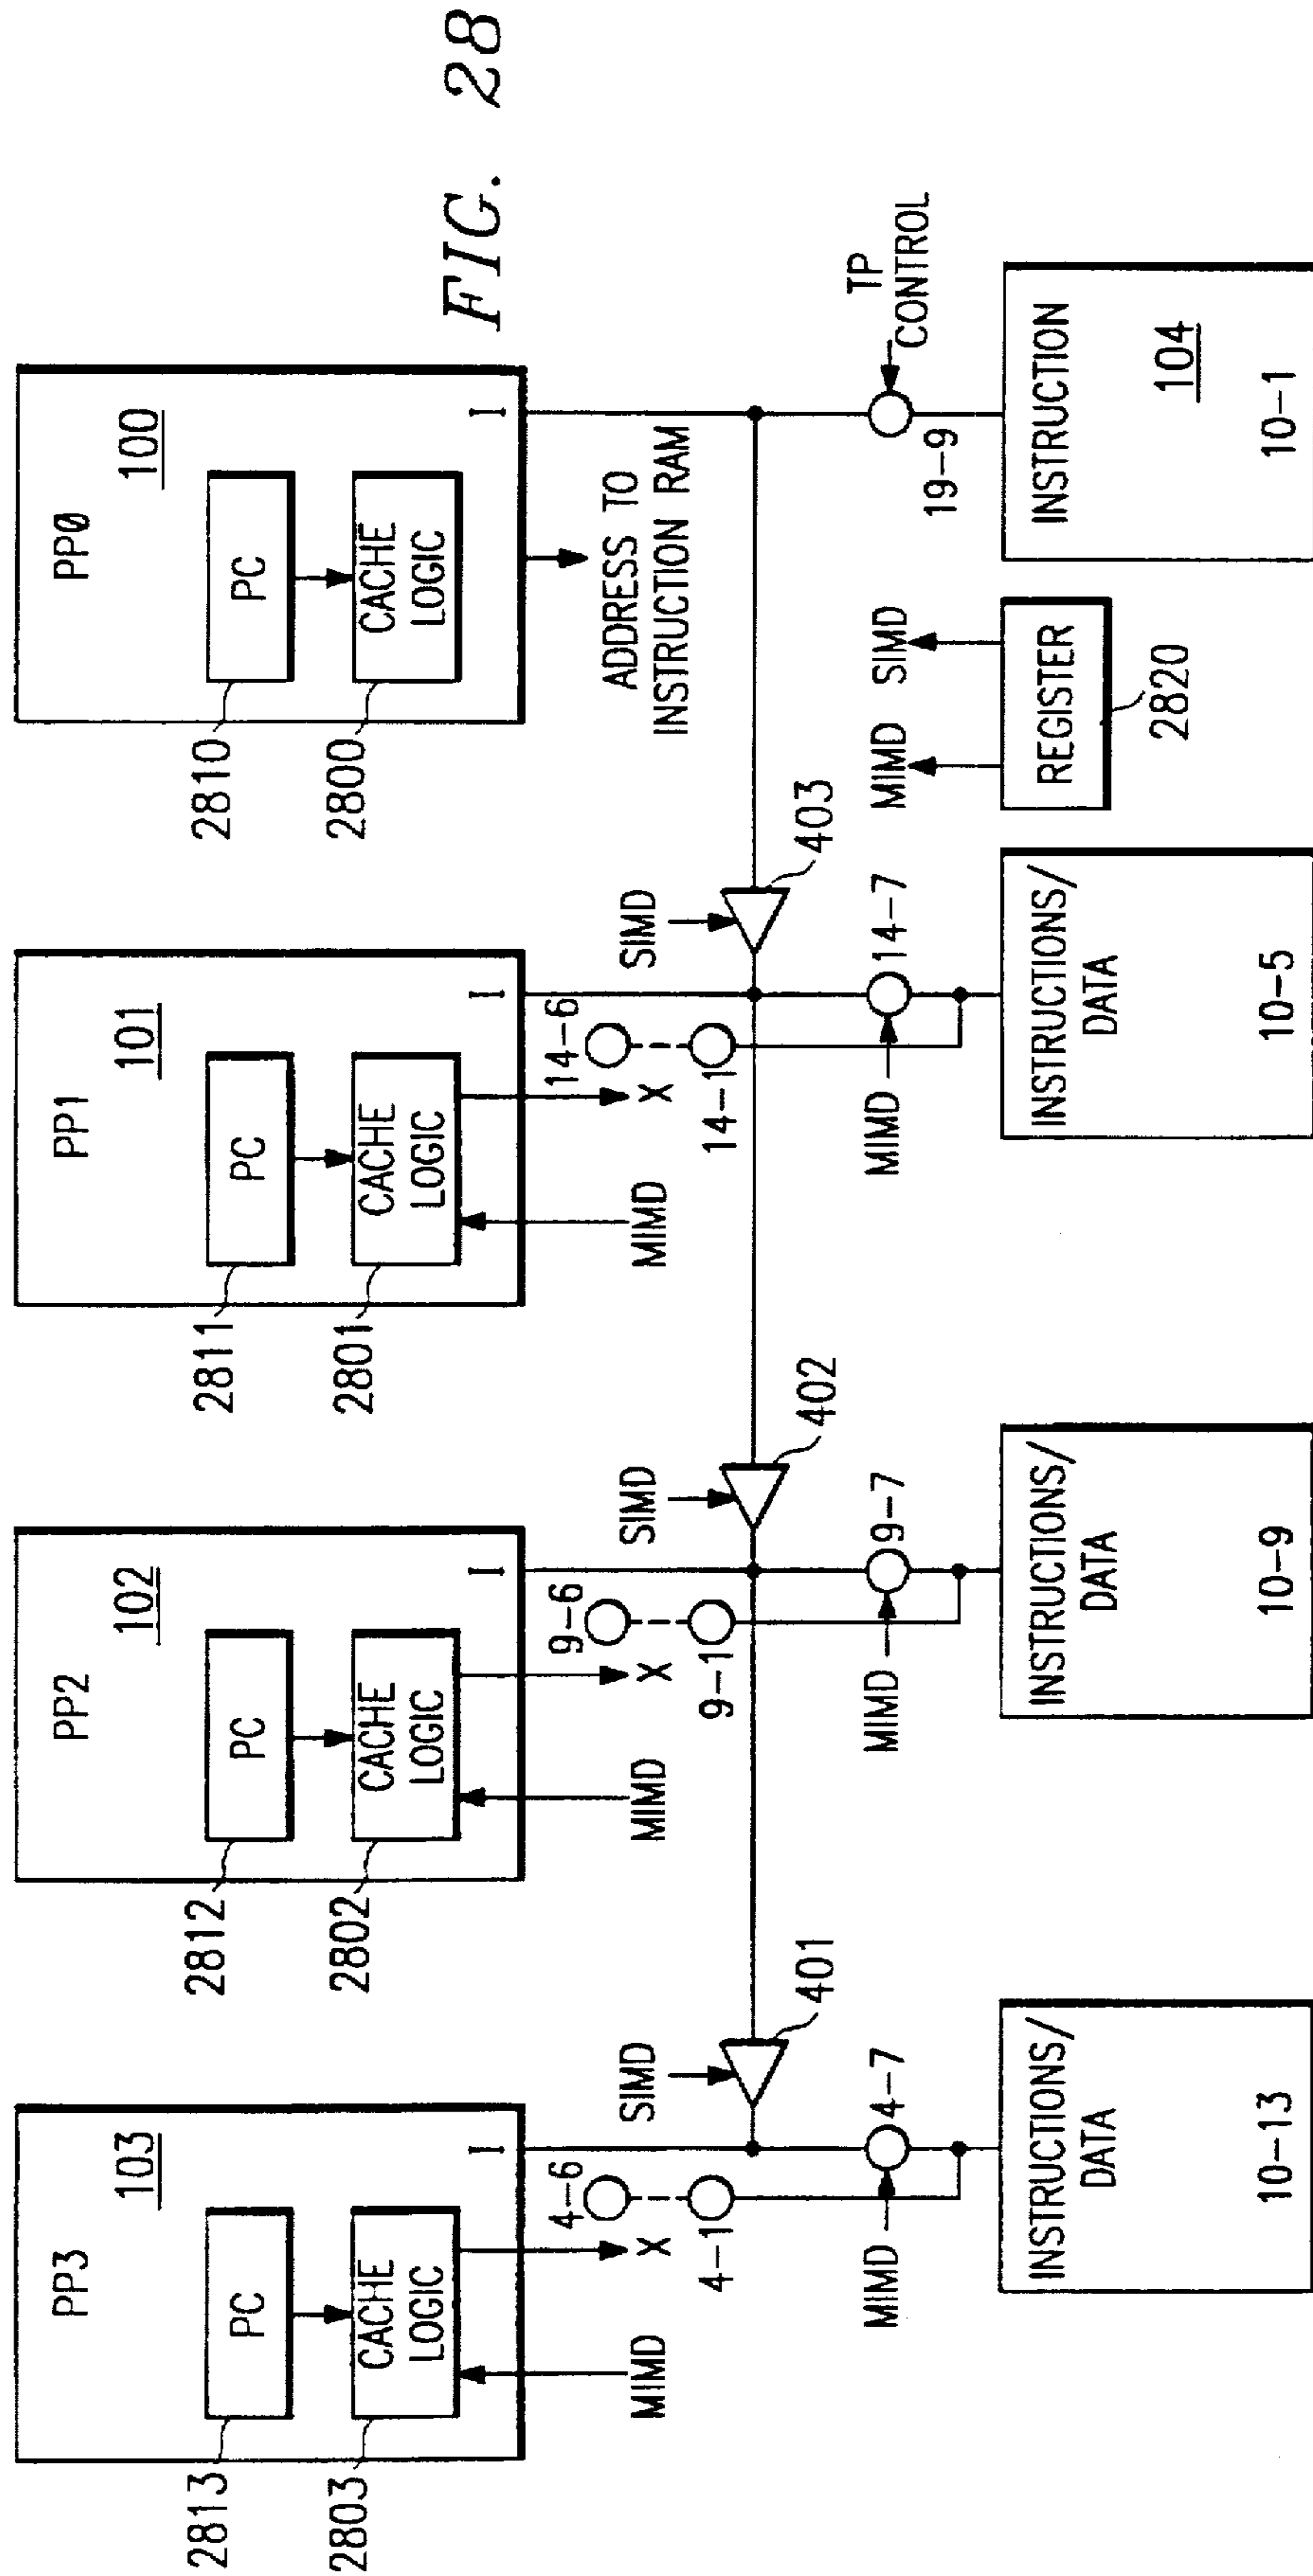 FIG. 28
PP3
103
PC
CACHE
LOGIC
I
2813
2803
MIMD
X
4-6
4-1
SIMD
401
MIMD
4-7
INSTRUCTIONS/
DATA
10-13
PP2
102
PC
CACHE
LOGIC
I
2812
2802
MIMD
X
9-6
9-1
SIMD
402
MIMD
9-7
INSTRUCTIONS/
DATA
10-9
PP1
101
PC
CACHE
LOGIC
I
2811
2801
MIMD
X
14-6
14-1
SIMD
403
MIMD
14-7
INSTRUCTIONS/
DATA
10-5
PPØ
100
PC
CACHE
LOGIC
I
2810
2800
ADDRESS TO
INSTRUCTION RAM
MIMD
SIMD
REGISTER
2820
TP
CONTROL
19-9
INSTRUCTION
104
10-1